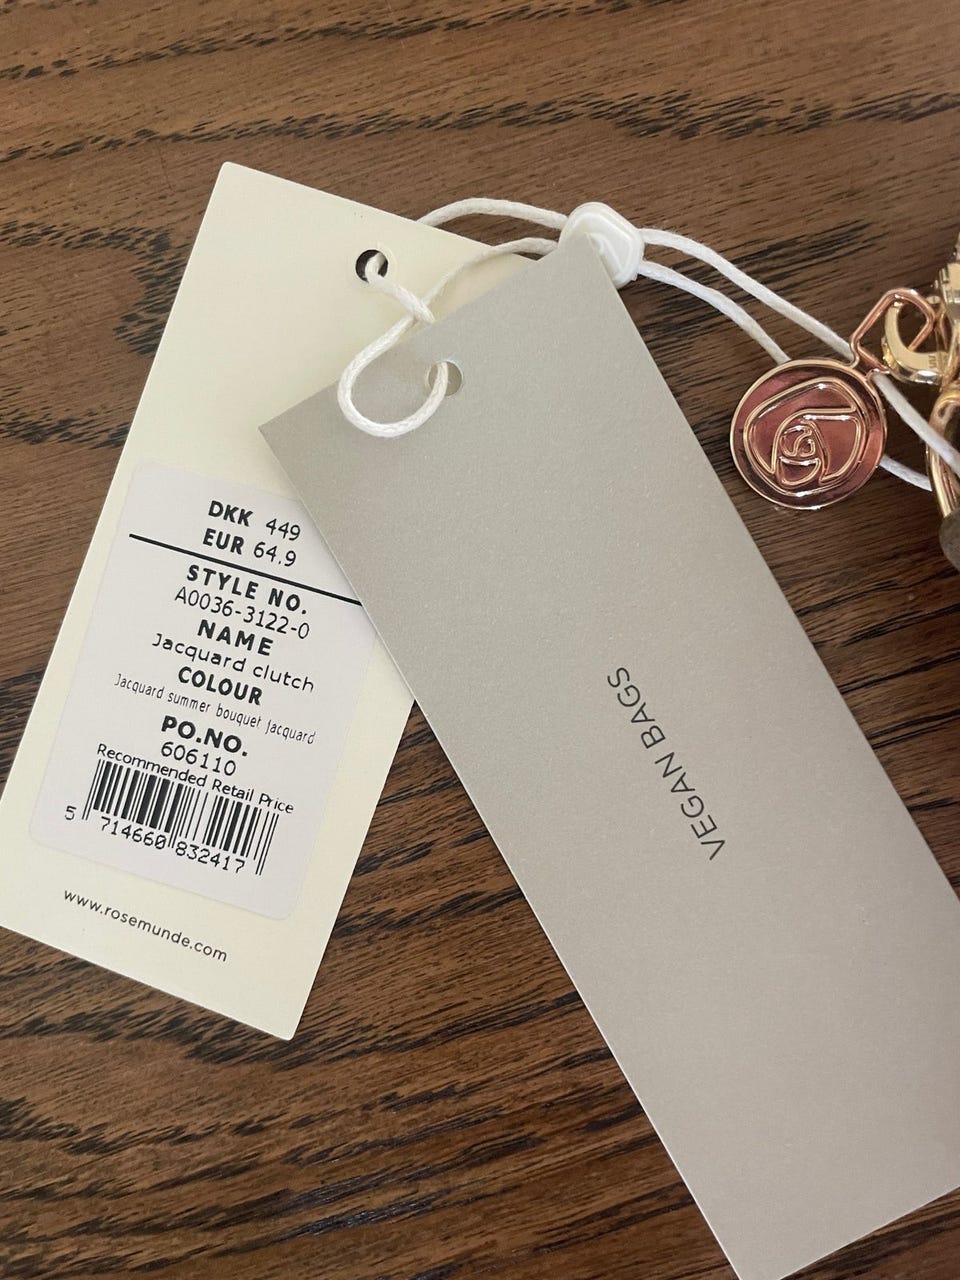 DKK 449
EUR 64.9
STYLE NO.
A0036-3122-0
NAME
Jacquard clutch
COLOUR
Jacquard summer bouquet jacquard
PO.NO.
606110
Recommended Retail Price
5 714660 832417
www.rosemunde.com
VEGAN BAGS